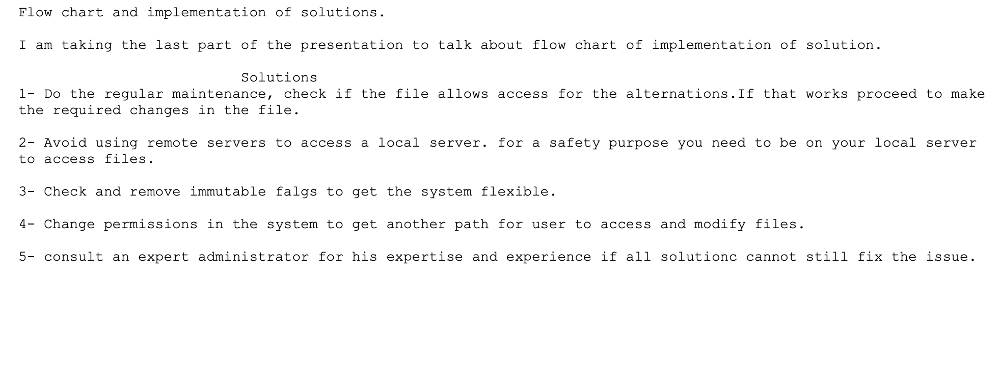 Flow chart and implementation of solutions.
I am taking the last part of the presentation to talk about flow chart of implementation of solution.
Solutions
1- Do the regular maintenance, check if the file allows access for the alternations.If that works proceed to make
the required changes in the file.
2- Avoid using remote servers to access a local server. for a safety purpose you need to be on your local server
to access files.
3- Check and remove immutable falgs to get the system flexible.
4- Change permissions in the system to get another path for user to access and modify files.
5- consult an expert administrator for his expertise and experience if all solutionc cannot still fix the issue.